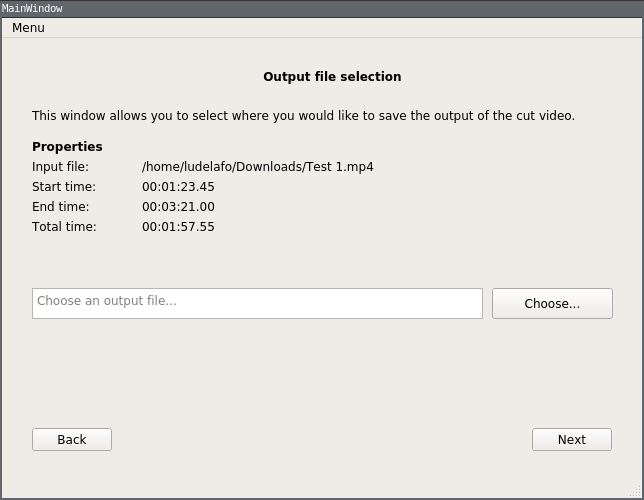 MainWindow
Menu
Output file selection
This window allows you to select where you would like to save the output of the cut video.
Properties
Input file: /home/ludelafo/Downloads/Test 1.mp4
Start time: 00:01:23.45
End time: 00:03:21.00
Total time: 00:01:57.55
Choose an output file... Choose...
Back Next